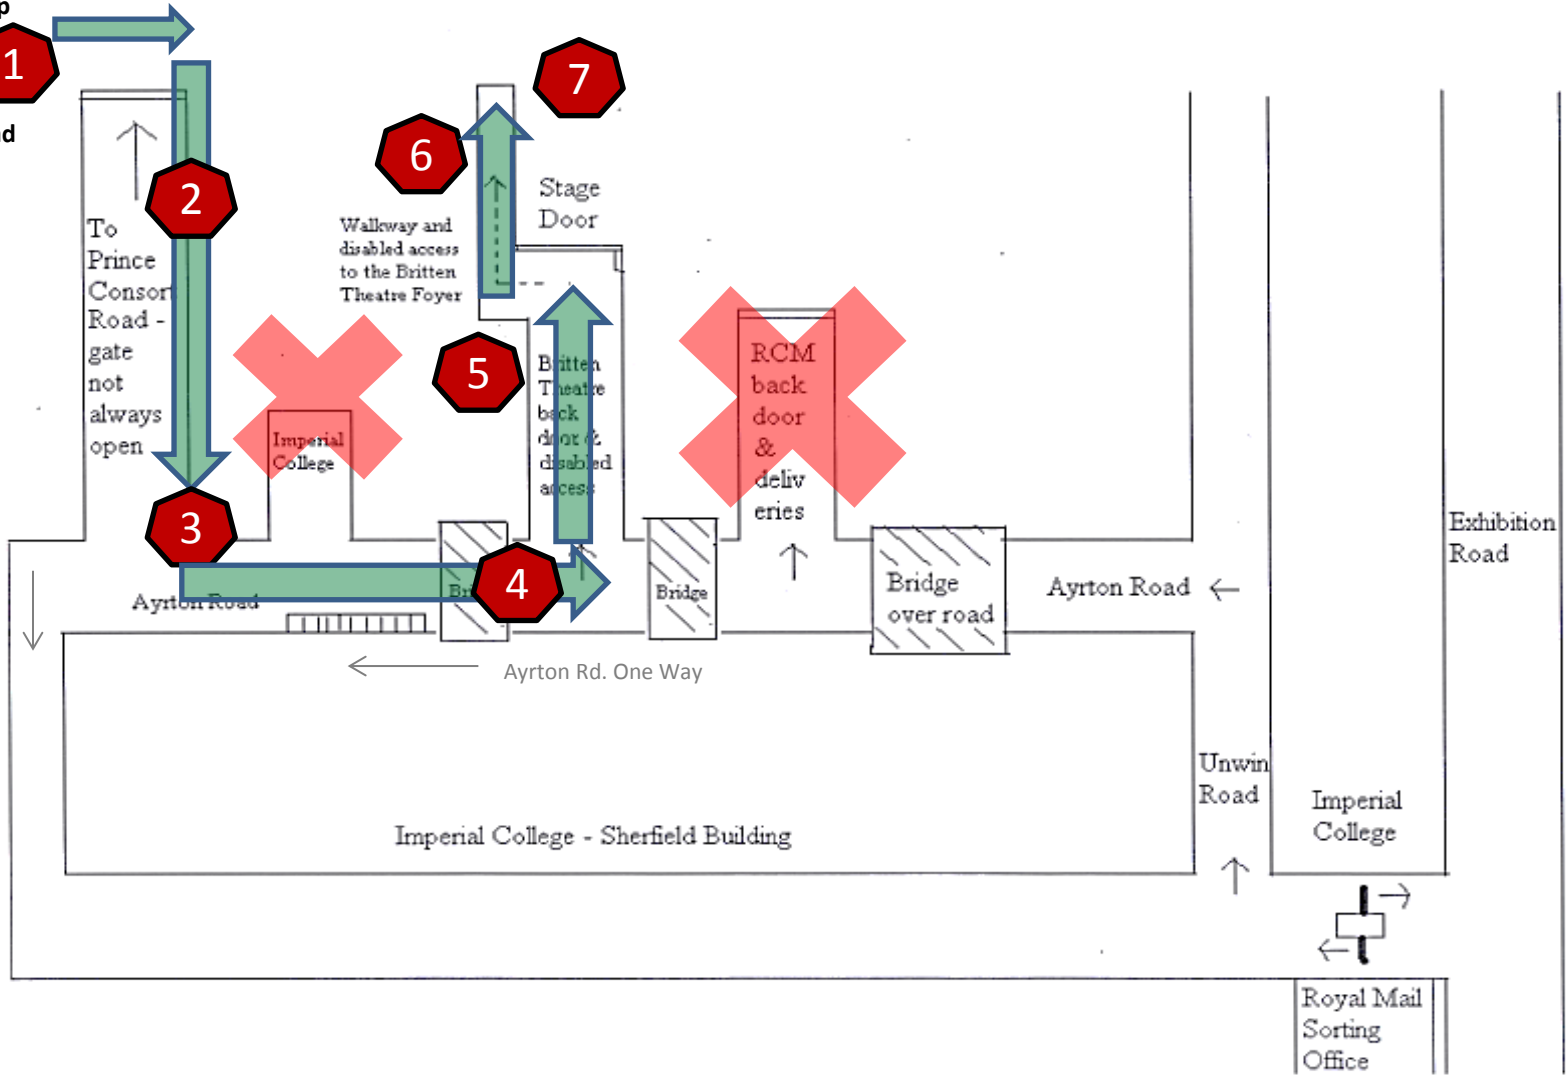 p
1
nd
2
To
Prince
Consort
Road -
gate
not
always
open
3
Imperial
College
Ayrton Road
Walkway and
disabled access
to the Britten
Theatre Foyer
6
7
Stage
Door
5
Britten
Theatre
back
door &
disabled
access
4
Bridge
RCM
back
door
&
deliv
eries
Bridge
over road
Ayrton Road
Ayrton Rd. One Way
Exhibition
Road
Unwin
Road
Imperial
College
Imperial College - Sherfield Building
Royal Mail
Sorting
Office